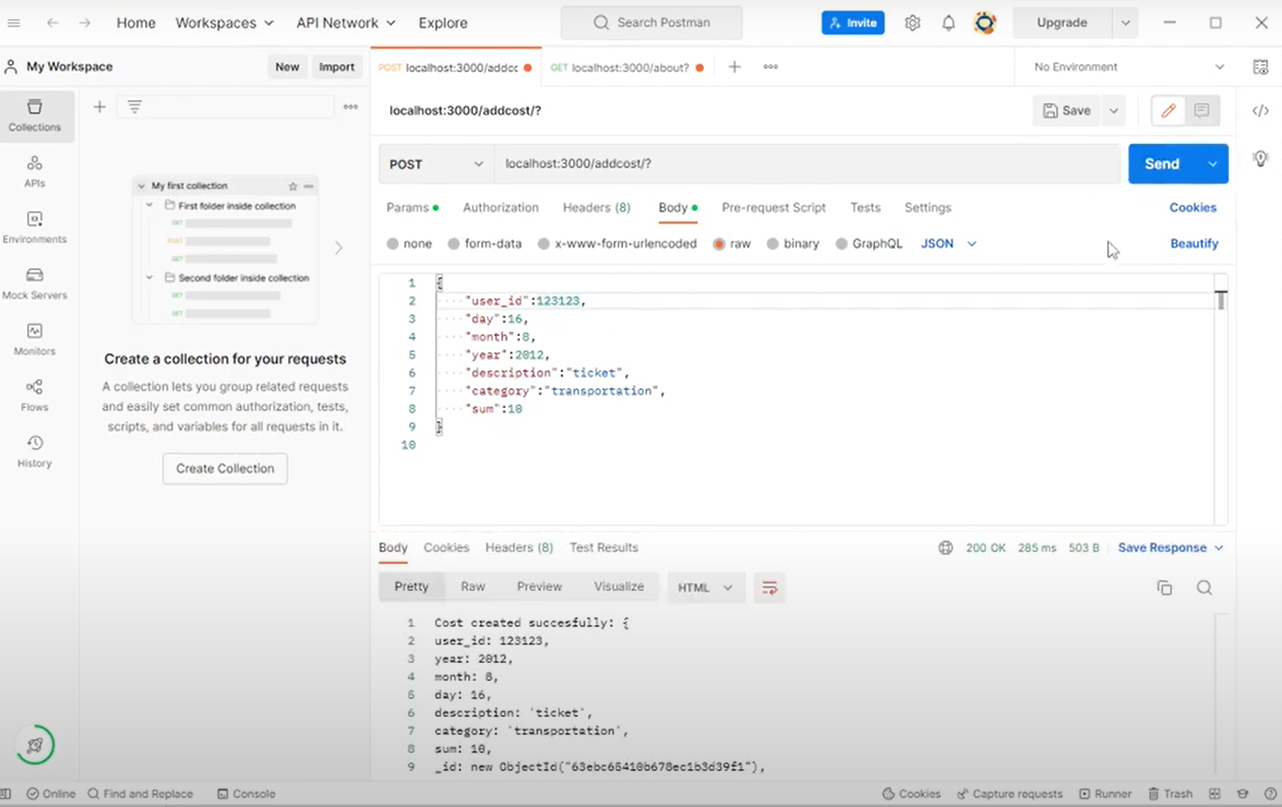 Home Workspaces API Network Explore Search Postman Invite Upgrade
My Workspace New Import
POST localhost:3000/addcc GET localhost:3000/about? No Environment
Collections
APIs
Environments
Mock Servers
Monitors
Flows
History
My first collection
First folder inside collection
GET
POST
GET
Second folder inside collection
GET
GET
Create a collection for your requests
A collection lets you group related requests
and easily set common authorization, tests,
scripts, and variables for all requests in it.
Create Collection
localhost:3000/addcost/? Save
POST localhost:3000/addcost/? Send
Params Authorization Headers (8) Body Pre-request Script Tests Settings Cookies
none form-data x-www-form-urlencoded raw binary GraphQL JSON Beautify
1 {
2 "user_id":123123,
3 "day":16,
4 "month":8,
5 "year":2012,
6 "description":"ticket",
7 "category":"transportation",
8 "sum":10
9 }
10
Body Cookies Headers (8) Test Results 200 OK 285 ms 503 B Save Response
Pretty Raw Preview Visualize HTML
1 Cost created succesfully: {
2 user_id: 123123,
3 year: 2012,
4 month: 8,
5 day: 16,
6 description: 'ticket',
7 category: 'transportation',
8 sum: 10,
9 _id: new ObjectId("63ebc65410b678ec1b3d39f1"),
Online Find and Replace Console Cookies Capture requests Runner Trash